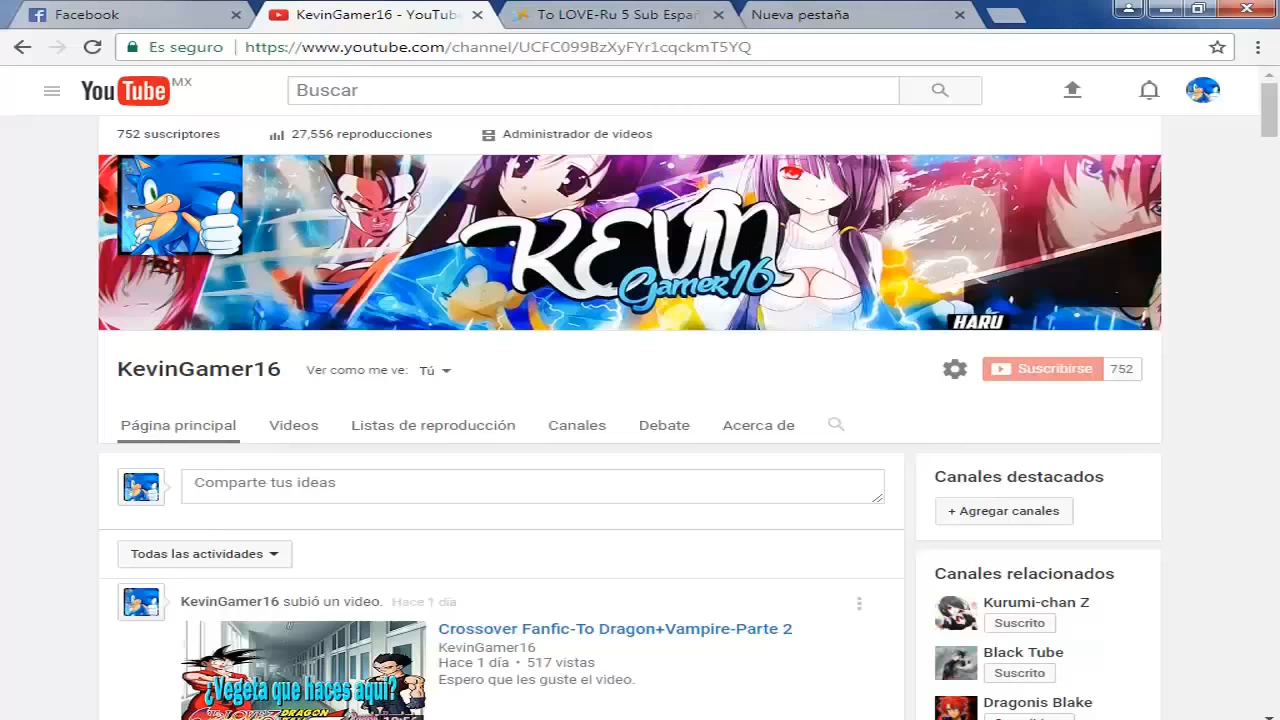 Facebook
KevinGamer16 - YouTube
To LOVE-Ru 5 Sub Españ
Nueva pestaña
Es seguro
https://www.youtube.com/channel/UCFC099BzXyFYr1cqckmT5YQ
YouTube MX
Buscar
752 suscriptores
27,556 reproducciones
Administrador de videos
KEVIN
Gamer16
HARU
KevinGamer16
Ver como me ve: Tú
Suscribirse 752
Página principal
Videos
Listas de reproducción
Canales
Debate
Acerca de
Comparte tus ideas
Todas las actividades
KevinGamer16 subió un video. Hace 1 día
¿Vegeta que haces aqui?
DRAGON
Crossover Fanfic-To Dragon+Vampire-Parte 2
KevinGamer16
Hace 1 día • 517 vistas
Espero que les guste el video.
Canales destacados
+ Agregar canales
Canales relacionados
Kurumi-chan Z
Suscrito
Black Tube
Suscrito
Dragonis Blake